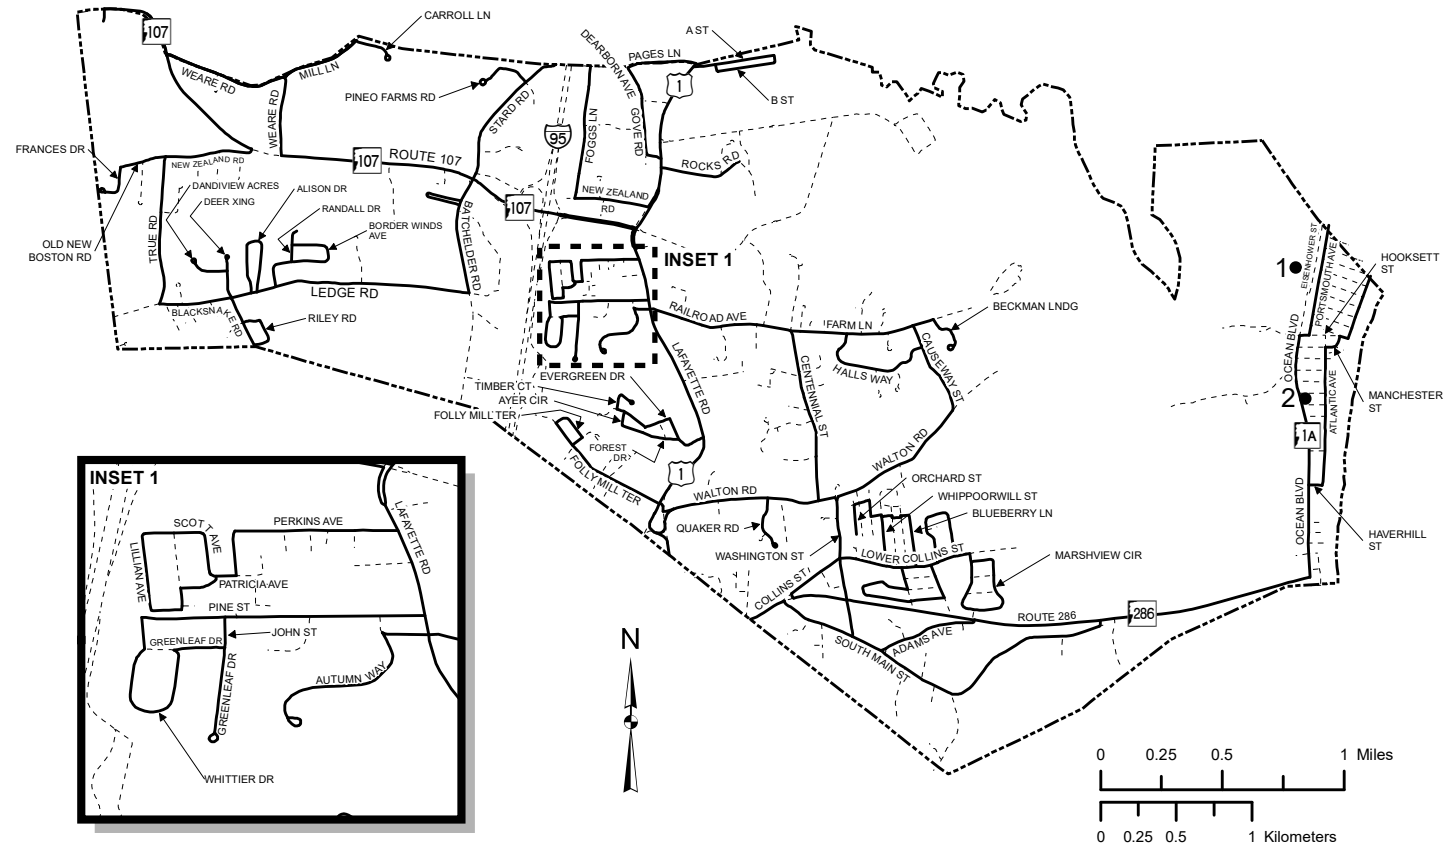 CARROLL LN
107
WEARE RD
MILL LN
PINEO FARMS RD
WEARE RD
STARD RD
95
FOGGS LN
DEARBORN AVE
GOVE RD
PAGES LN
1
A ST
B ST
ROCKS RD
FRANCES DR
NEW ZEALAND RD
107
ROUTE 107
107
NEW ZEALAND
RD
DANDIVIEW ACRES
DEER XING
ALISON DR
RANDALL DR
BORDER WINDS
AVE
TRUE RD
OLD NEW
BOSTON RD
BATCHELDER RD
LEDGE RD
BLACKSNAKE RD
RILEY RD
INSET 1
RAILROAD AVE
FARM LN
BECKMAN LNDG
HALLS WAY
CAUSEWAY ST
CENTENNIAL ST
LAFAYETTE RD
EVERGREEN DR
TIMBER CT
AYER CIR
FOLLY MILL TER
FOREST
DR
FOLLY MILL TER
1
WALTON RD
WALTON RD
QUAKER RD
WASHINGTON ST
ORCHARD ST
WHIPPOORWILL ST
BLUEBERRY LN
LOWER COLLINS ST
MARSHVIEW CIR
COLLINS ST
ROUTE 286
286
ADAMS AVE
SOUTH MAIN ST
1
EISENHOWER ST
PORTSMOUTH AVE
HOOKSETT
ST
OCEAN BLVD
2
ATLANTIC AVE
MANCHESTER
ST
1A
OCEAN BLVD
HAVERHILL
ST
INSET 1
SCOTT AVE
PERKINS AVE
LAFAYETTE RD
LILLIAN AVE
PATRICIA AVE
PINE ST
GREENLEAF DR
JOHN ST
GREENLEAF DR
AUTUMN WAY
WHITTIER DR
N
0 0.25 0.5 1 Miles
0 0.25 0.5 1 Kilometers